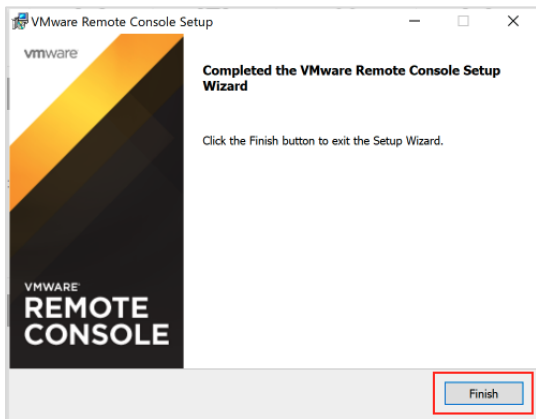 VMware Remote Console Setup
vmware
Completed the VMware Remote Console Setup
Wizard
Click the Finish button to exit the Setup Wizard.
VMWARE®
REMOTE
CONSOLE
Finish